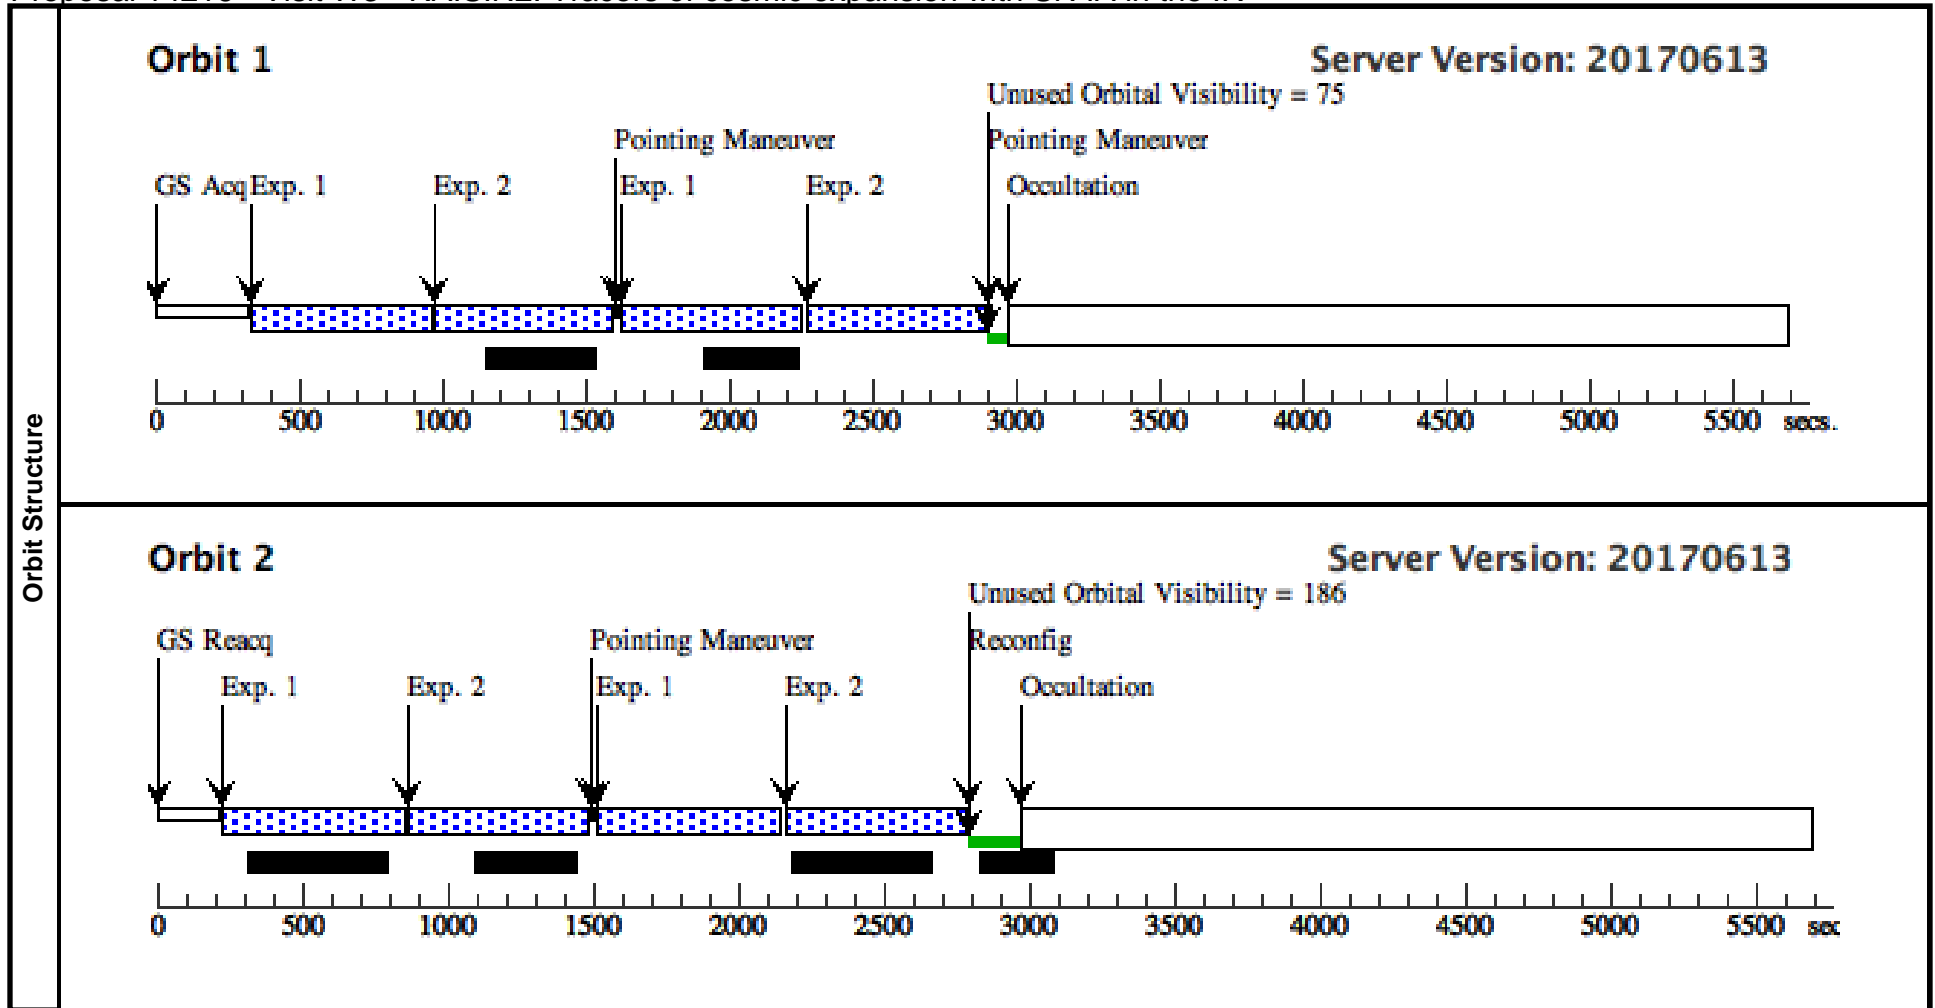 Orbit 1 Server Version: 20170613
Unused Orbital Visibility = 75
Pointing Maneuver Pointing Maneuver
GS Acq Exp. 1 Exp. 2 Exp. 1 Exp. 2 Occultation
0 500 1000 1500 2000 2500 3000 3500 4000 4500 5000 5500 secs.
Orbit Structure
Orbit 2 Server Version: 20170613
Unused Orbital Visibility = 186
GS Reacq Pointing Maneuver Reconfig
Exp. 1 Exp. 2 Exp. 1 Exp. 2 Occultation
0 500 1000 1500 2000 2500 3000 3500 4000 4500 5000 5500 sec